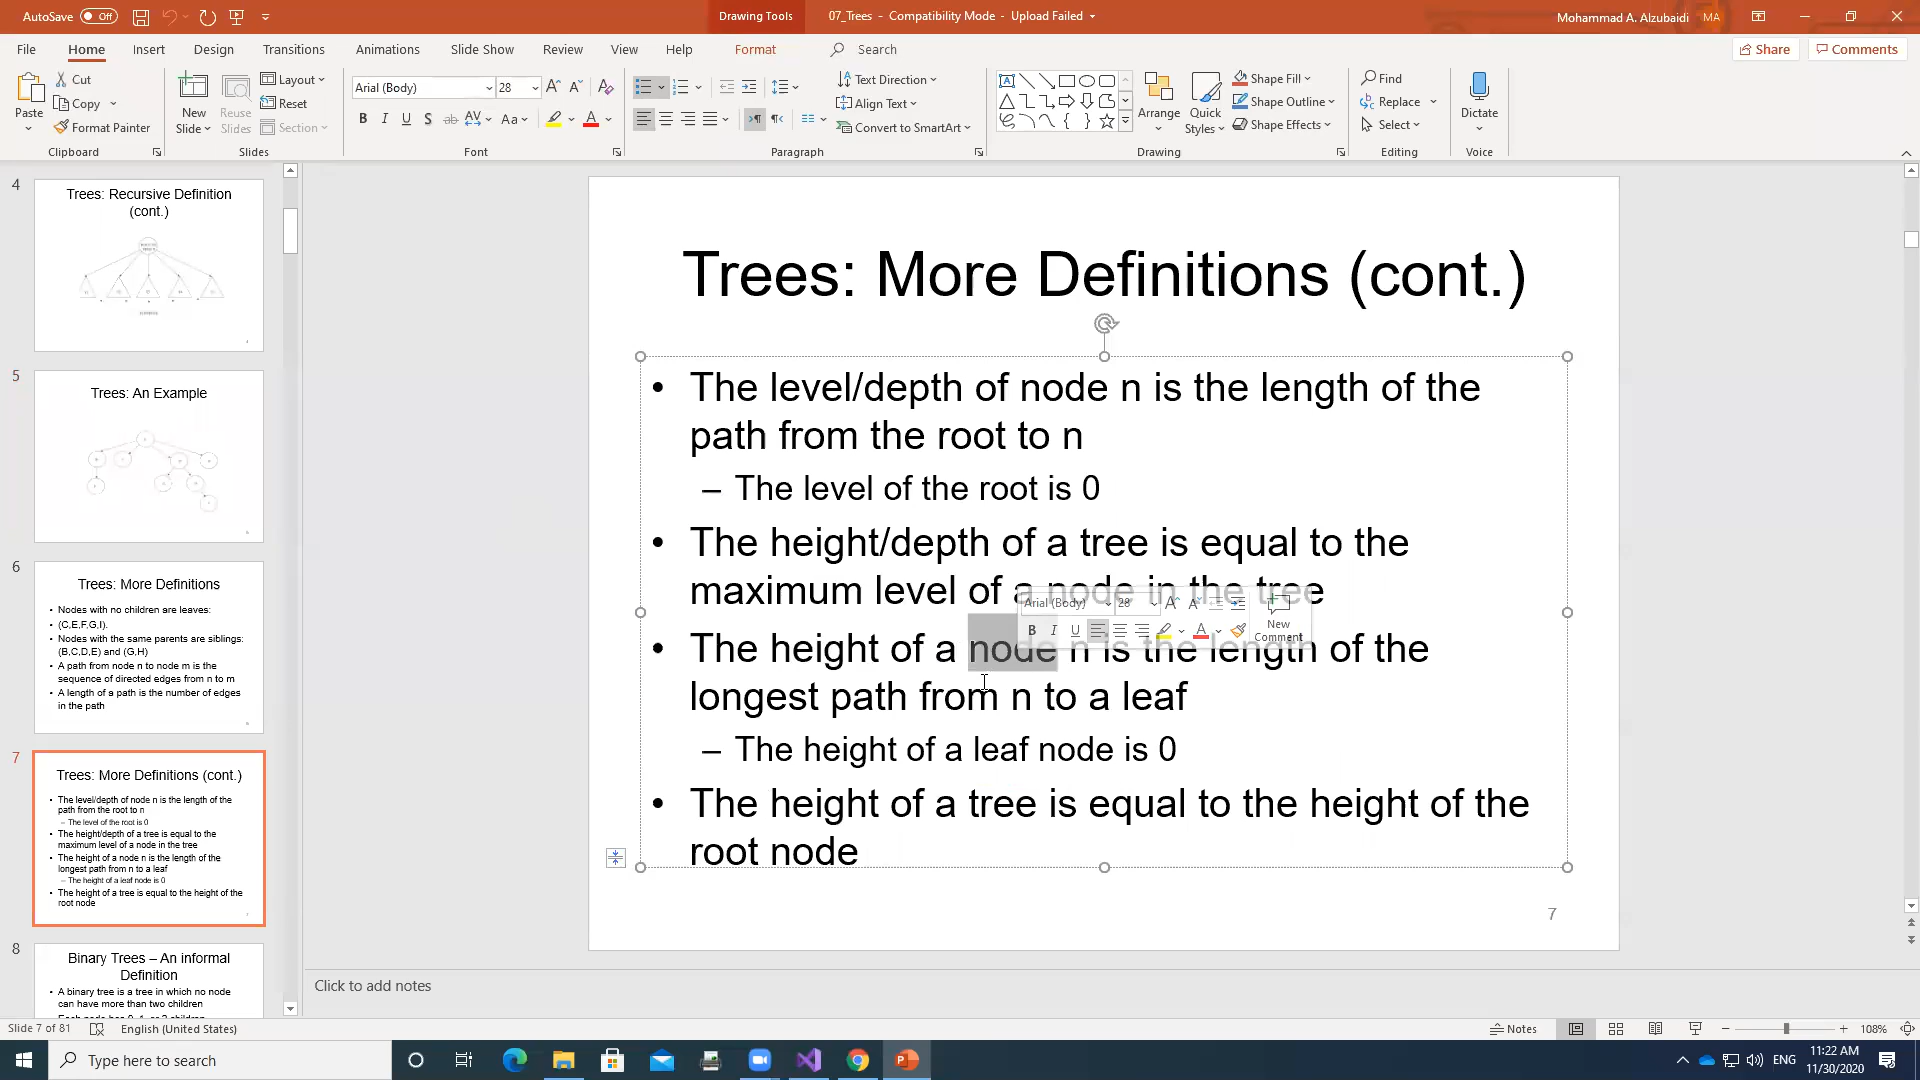 AutoSave Off
Drawing Tools
07_Trees - Compatibility Mode - Upload Failed
Mohammad A. Alzubaidi MA
File Home Insert Design Transitions Animations Slide Show Review View Help Format Search
Share Comments
Paste
Cut
Copy
Format Painter
Clipboard
New Slide
Reuse Slides
Layout
Reset
Section
Slides
Arial (Body) 28
B I U S ab AV Aa A
Font
Text Direction
Align Text
Convert to SmartArt
Paragraph
Arrange
Quick Styles
Shape Fill
Shape Outline
Shape Effects
Drawing
Find
Replace
Select
Editing
Dictate
Voice
4
Trees: Recursive Definition
(cont.)
5
Trees: An Example
6
Trees: More Definitions
• Nodes with no children are leaves:
• (C,E,F,G,I).
• Nodes with the same parents are siblings:
(B,C,D,E) and (G,H)
• A path from node n to node m is the
sequence of directed edges from n to m
• A length of a path is the number of edges
in the path
7
Trees: More Definitions (cont.)
• The level/depth of node n is the length of the
path from the root to n
– The level of the root is 0
• The height/depth of a tree is equal to the
maximum level of a node in the tree
• The height of a node n is the length of the
longest path from n to a leaf
– The height of a leaf node is 0
• The height of a tree is equal to the height of the
root node
8
Binary Trees – An informal
Definition
• A binary tree is a tree in which no node
can have more than two children
Trees: More Definitions (cont.)
• The level/depth of node n is the length of the
path from the root to n
– The level of the root is 0
• The height/depth of a tree is equal to the
maximum level of a node in the tree
• The height of a node n is the length of the
longest path from n to a leaf
– The height of a leaf node is 0
• The height of a tree is equal to the height of the
root node
7
Arial (Body) 28
B I U A
New
Comment
Click to add notes
Slide 7 of 81 English (United States)
Notes 108%
Type here to search
ENG
11:22 AM
11/30/2020